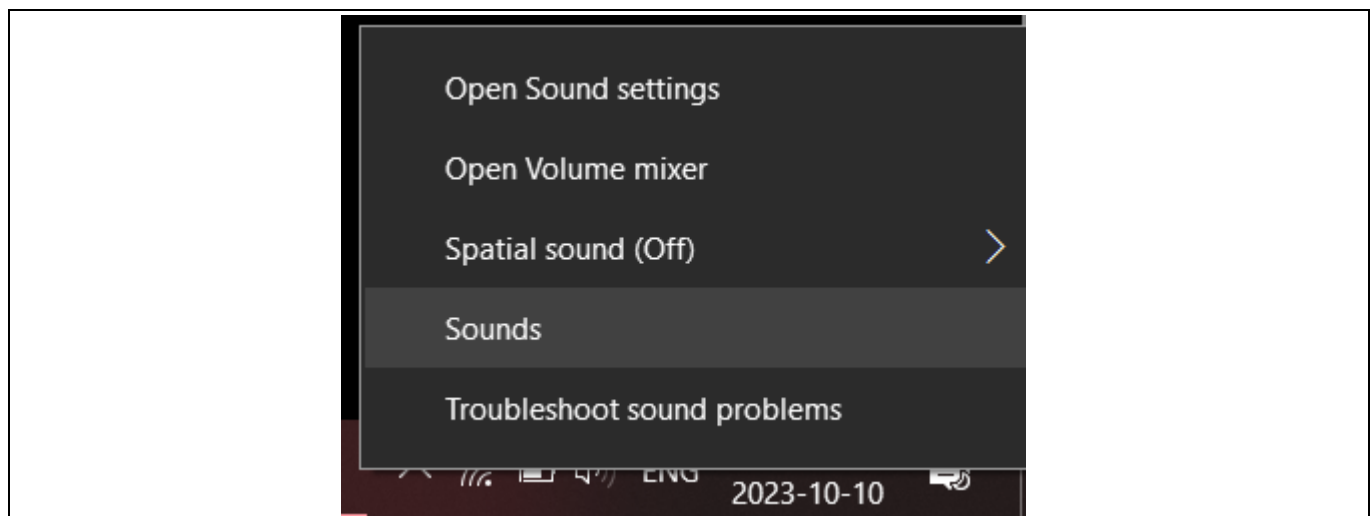 Open Sound settings
Open Volume mixer
Spatial sound (Off)
Sounds
Troubleshoot sound problems
ENG
2023-10-10